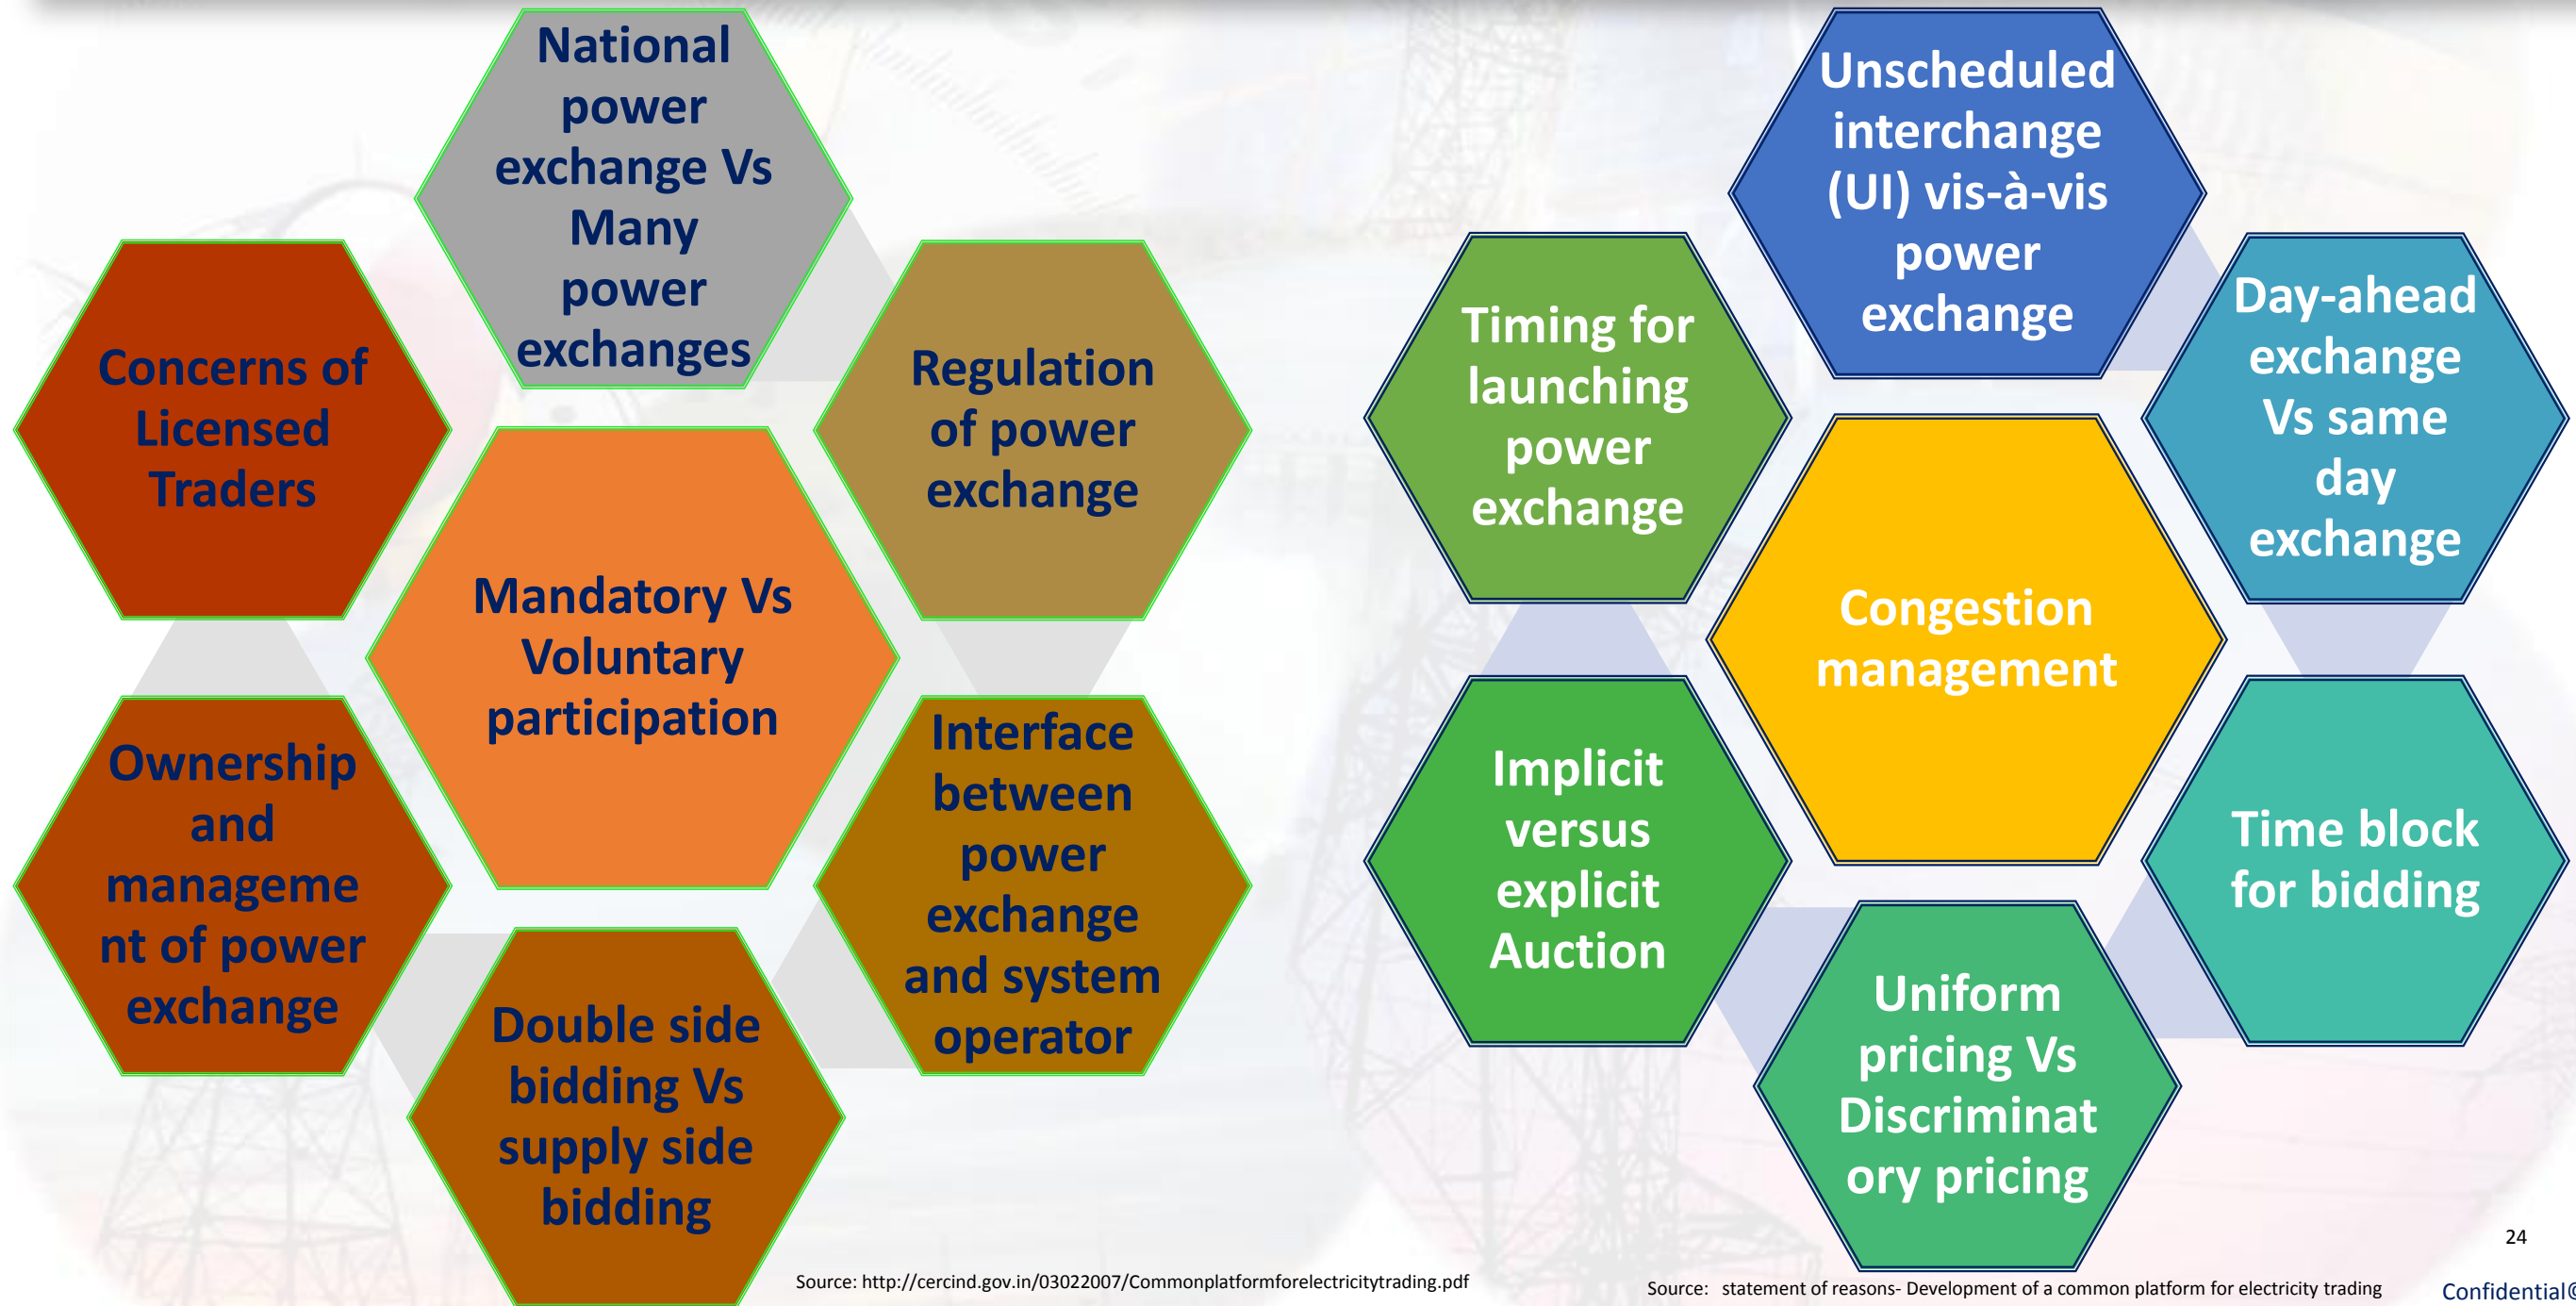 National
power
exchange Vs
Many
power
exchanges
Concerns of
Licensed
Traders
Regulation
of power
exchange
Mandatory Vs
Voluntary
participation
Ownership
and
manageme
nt of power
exchange
Interface
between
power
exchange
and system
operator
Double side
bidding Vs
supply side
bidding
Unscheduled
interchange
(UI) vis-à-vis
power
exchange
Timing for
launching
power
exchange
Day-ahead
exchange
Vs same
day
exchange
Congestion
management
Implicit
versus
explicit
Auction
Time block
for bidding
Uniform
pricing Vs
Discriminat
ory pricing
24
Source: http://cercind.gov.in/03022007/Commonplatformforelectricitytrading.pdf
Source: statement of reasons- Development of a common platform for electricity trading
Confidential©